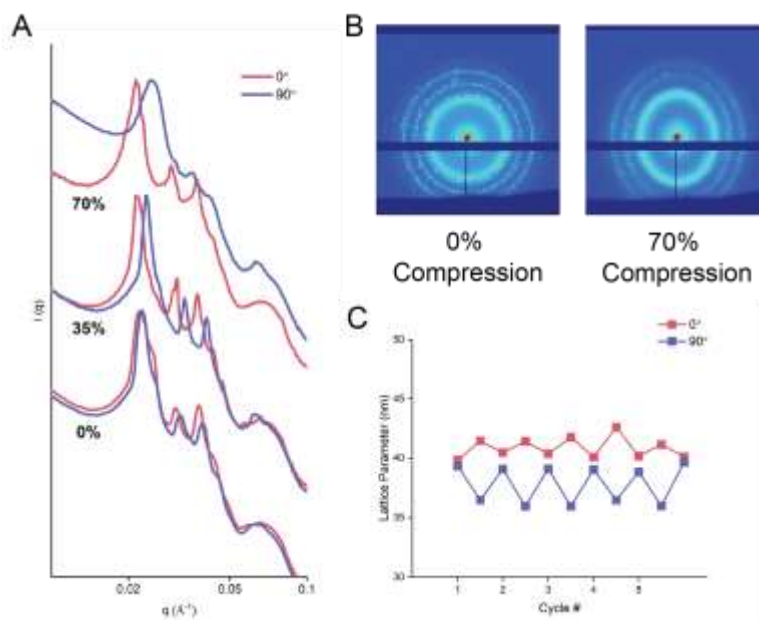 A
0°
90°
70%
35%
0%
I (q)
0.02
0.05
0.1
q (Å⁻¹)
B
0%
Compression
70%
Compression
C
0°
90°
50
45
40
35
30
Lattice Parameter (nm)
1
2
3
4
5
Cycle #